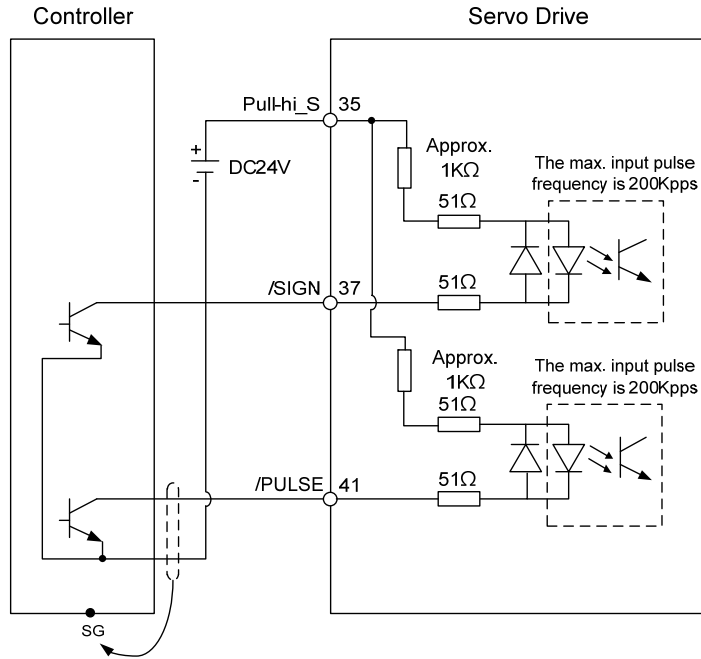 Controller
Servo Drive
Pull-hi_S
35
+
-
DC24V
Approx.
1KΩ
51Ω
The max. input pulse
frequency is 200Kpps
/SIGN
37
51Ω
Approx.
1KΩ
51Ω
The max. input pulse
frequency is 200Kpps
/PULSE
41
51Ω
SG